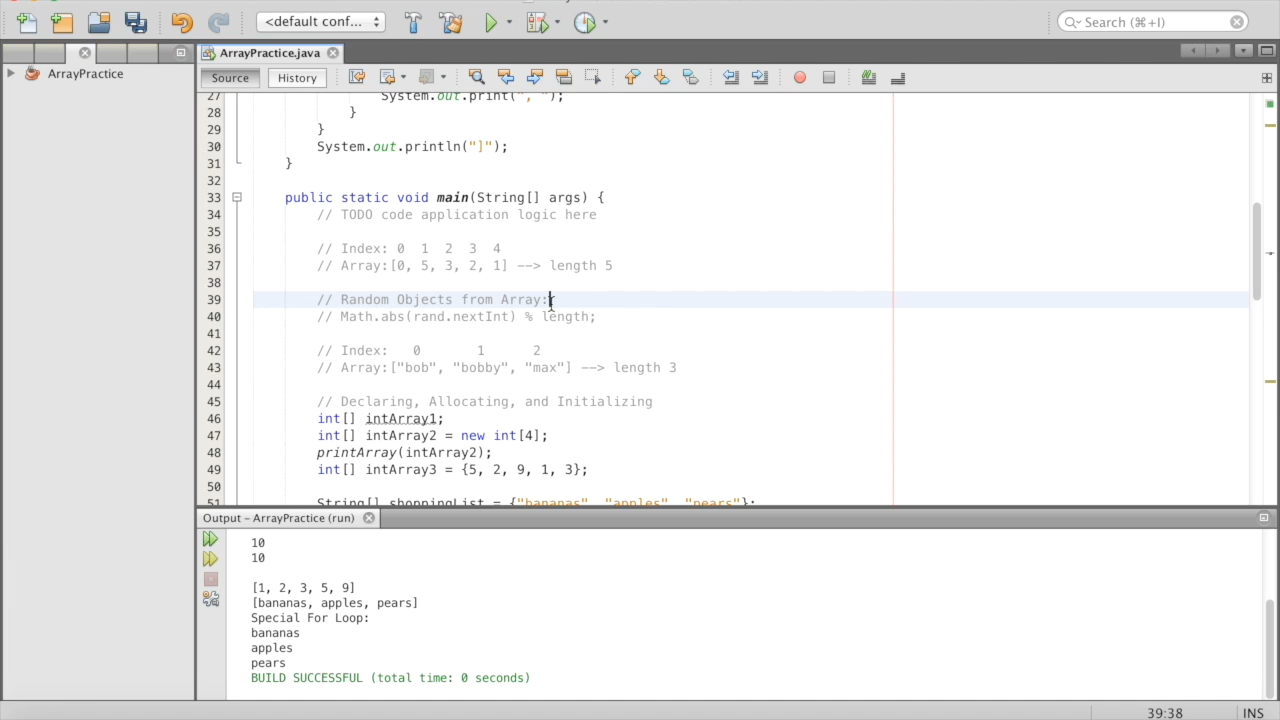 <default conf...
Search (⌘+I)
ArrayPractice.java
ArrayPractice
Source
History
27 System.out.print(", ");
28 }
29 }
30 System.out.println("]");
31 }
32
33 public static void main(String[] args) {
34 // TODO code application logic here
35
36 // Index: 0 1 2 3 4
37 // Array:[0, 5, 3, 2, 1] --> length 5
38
39 // Random Objects from Array:
40 // Math.abs(rand.nextInt) % length;
41
42 // Index: 0 1 2
43 // Array:["bob", "bobby", "max"] --> length 3
44
45 // Declaring, Allocating, and Initializing
46 int[] intArray1;
47 int[] intArray2 = new int[4];
48 printArray(intArray2);
49 int[] intArray3 = {5, 2, 9, 1, 3};
50
51 String[] shoppingList = {"bananas", "apples", "pears"};
Output – ArrayPractice (run)
10
10
[1, 2, 3, 5, 9]
[bananas, apples, pears]
Special For Loop:
bananas
apples
pears
BUILD SUCCESSFUL (total time: 0 seconds)
39:38
INS